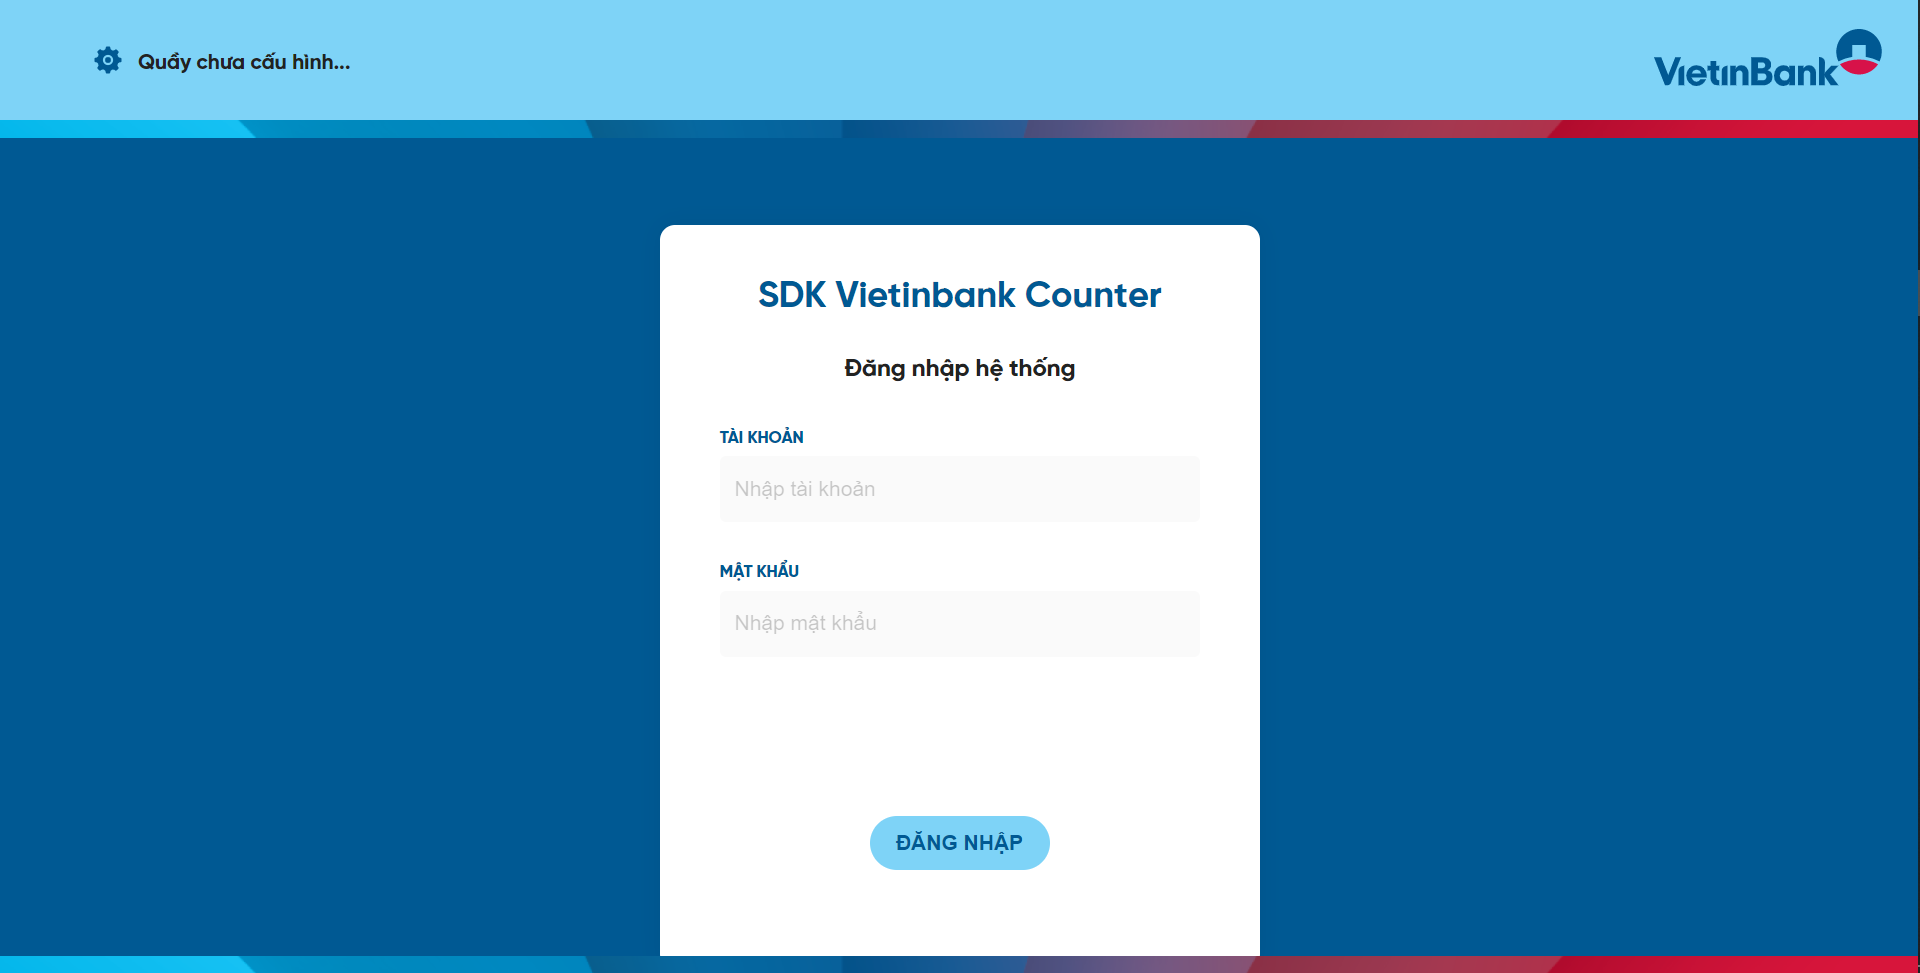 Quầy chưa cấu hình...
VietinBank
SDK Vietinbank Counter
Đăng nhập hệ thống
TÀI KHOẢN
Nhập tài khoản
MẬT KHẨU
Nhập mật khẩu
ĐĂNG NHẬP